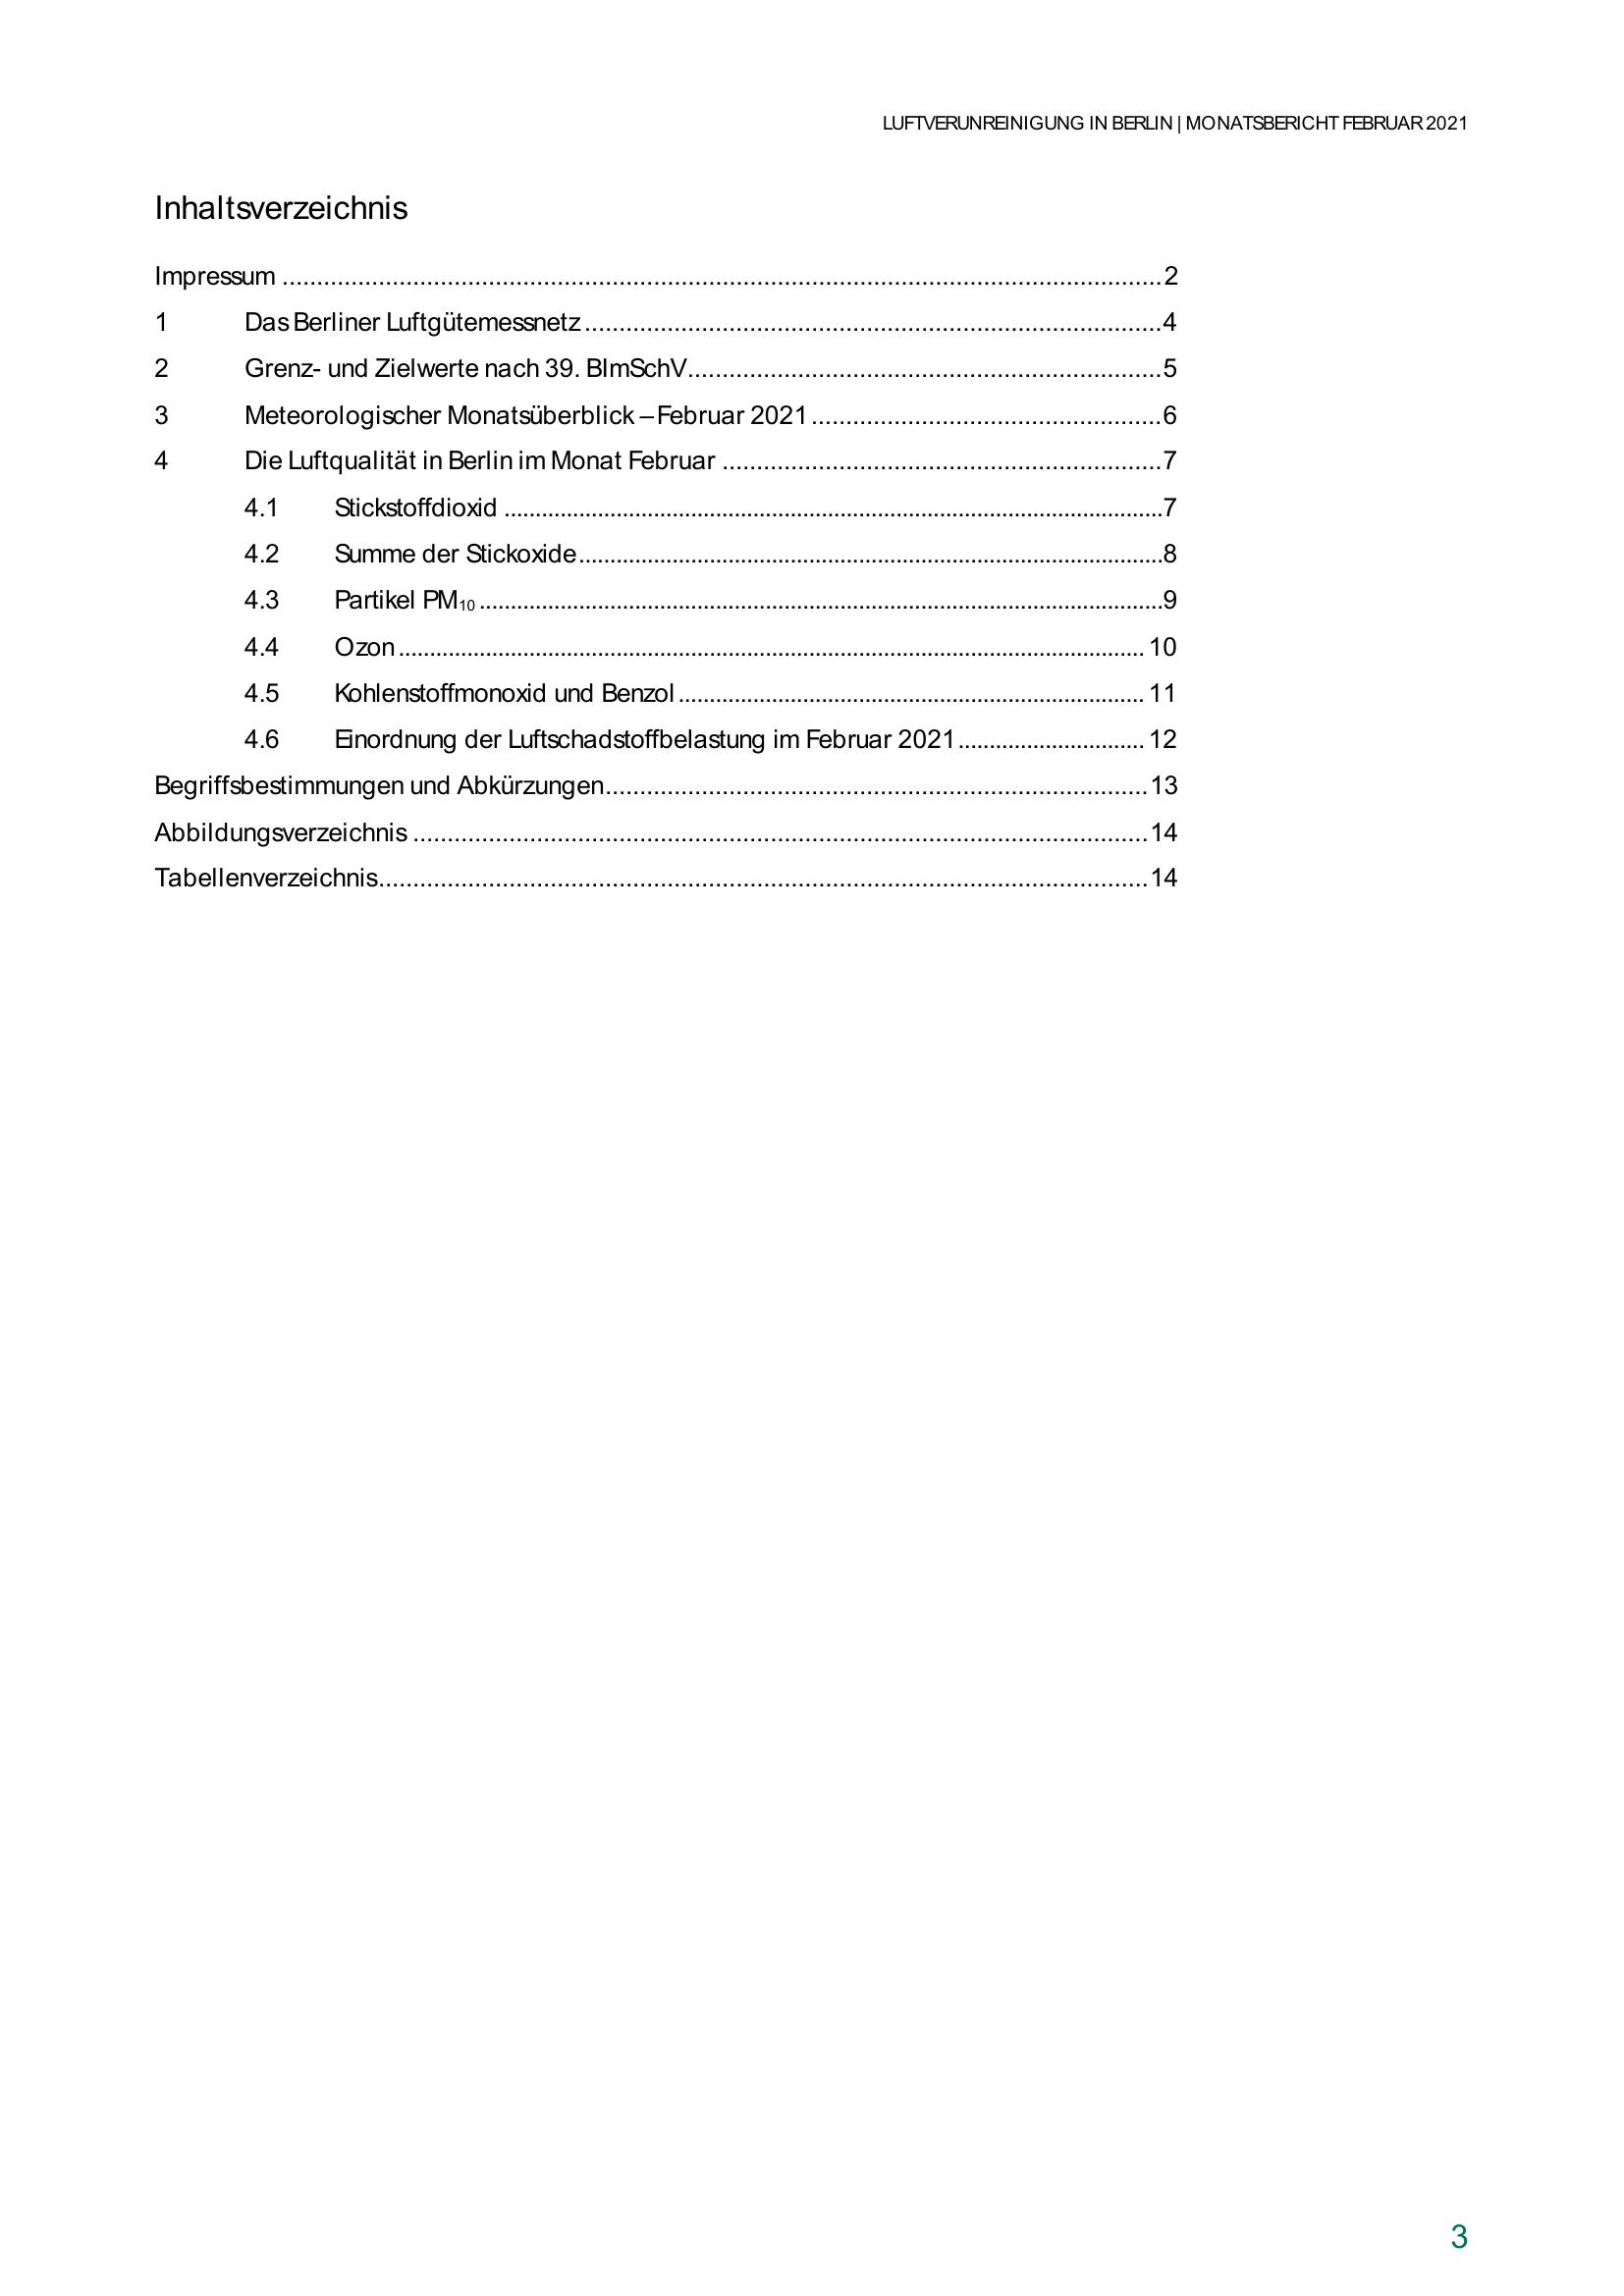 LUFTVERUNREINIGUNG IN BERLIN | MONATSBERICHT FEBRUAR 2021
Inhaltsverzeichnis
Impressum ........................................................................................................................ 2
1 Das Berliner Luftgütemessnetz ................................................................................ 4
2 Grenz- und Zielwerte nach 39. BImSchV................................................................. 5
3 Meteorologischer Monatsüberblick – Februar 2021 ................................................. 6
4 Die Luftqualität in Berlin im Monat Februar ............................................................ 7
4.1 Stickstoffdioxid ........................................................................................................ 7
4.2 Summe der Stickoxide............................................................................................. 8
4.3 Partikel PM₁₀ ........................................................................................................... 9
4.4 Ozon ..................................................................................................................... 10
4.5 Kohlenstoffmonoxid und Benzol ........................................................................... 11
4.6 Einordnung der Luftschadstoffbelastung im Februar 2021.............................. 12
Begriffsbestimmungen und Abkürzungen............................................................................ 13
Abbildungsverzeichnis ......................................................................................................... 14
Tabellenverzeichnis.............................................................................................................. 14
3